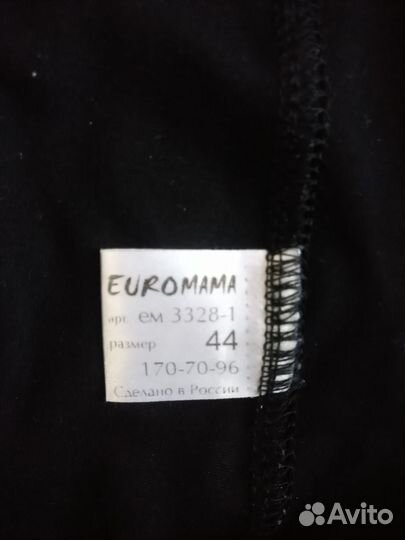 EUROMAMA
арт. ем 3328-1
размер 44
170-70-96
Сделано в России
Avito